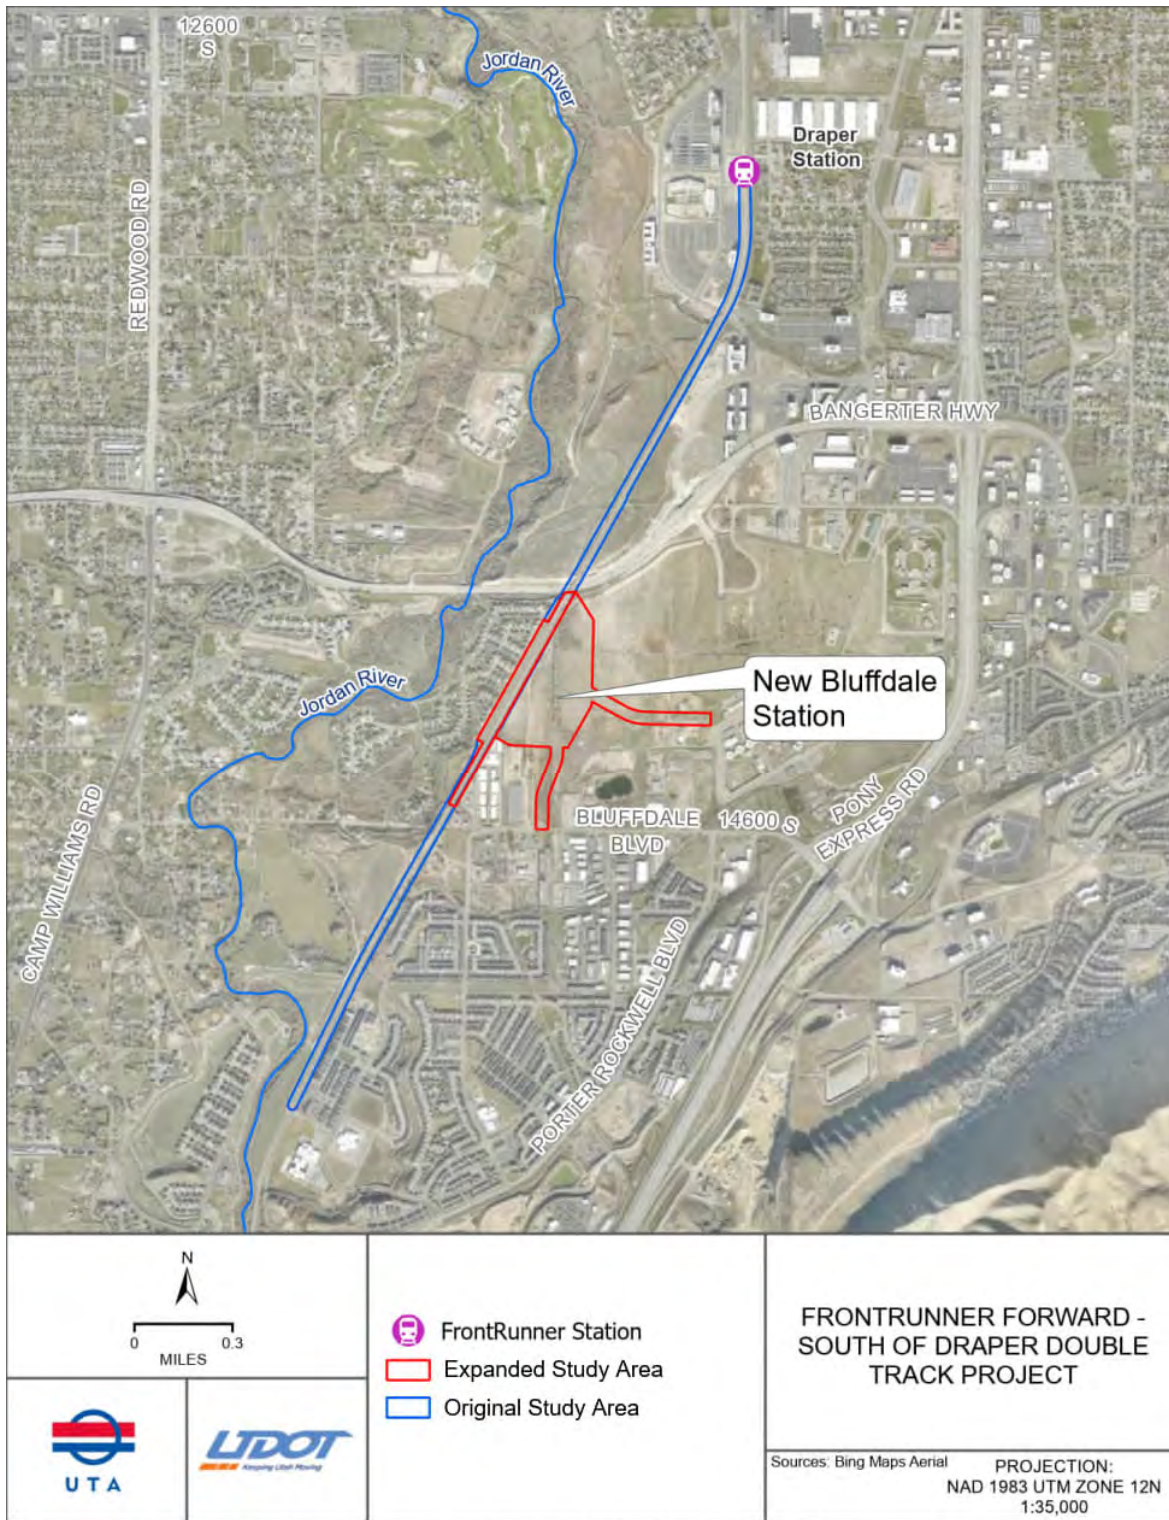 12600
S
Jordan River
Draper
Station
REDWOOD RD
BANGERTER HWY
Jordan River
New Bluffdale
Station
CAMP WILLIAMS RD
BLUFFDALE 14600 S
BLVD
PONY
EXPRESS RD
PORTER ROCKWELL BLVD
N
0 0.3
MILES
FrontRunner Station
Expanded Study Area
Original Study Area
FRONTRUNNER FORWARD -
SOUTH OF DRAPER DOUBLE
TRACK PROJECT
UTA
UDOT
Keeping Utah Moving
Sources: Bing Maps Aerial
PROJECTION:
NAD 1983 UTM ZONE 12N
1:35,000